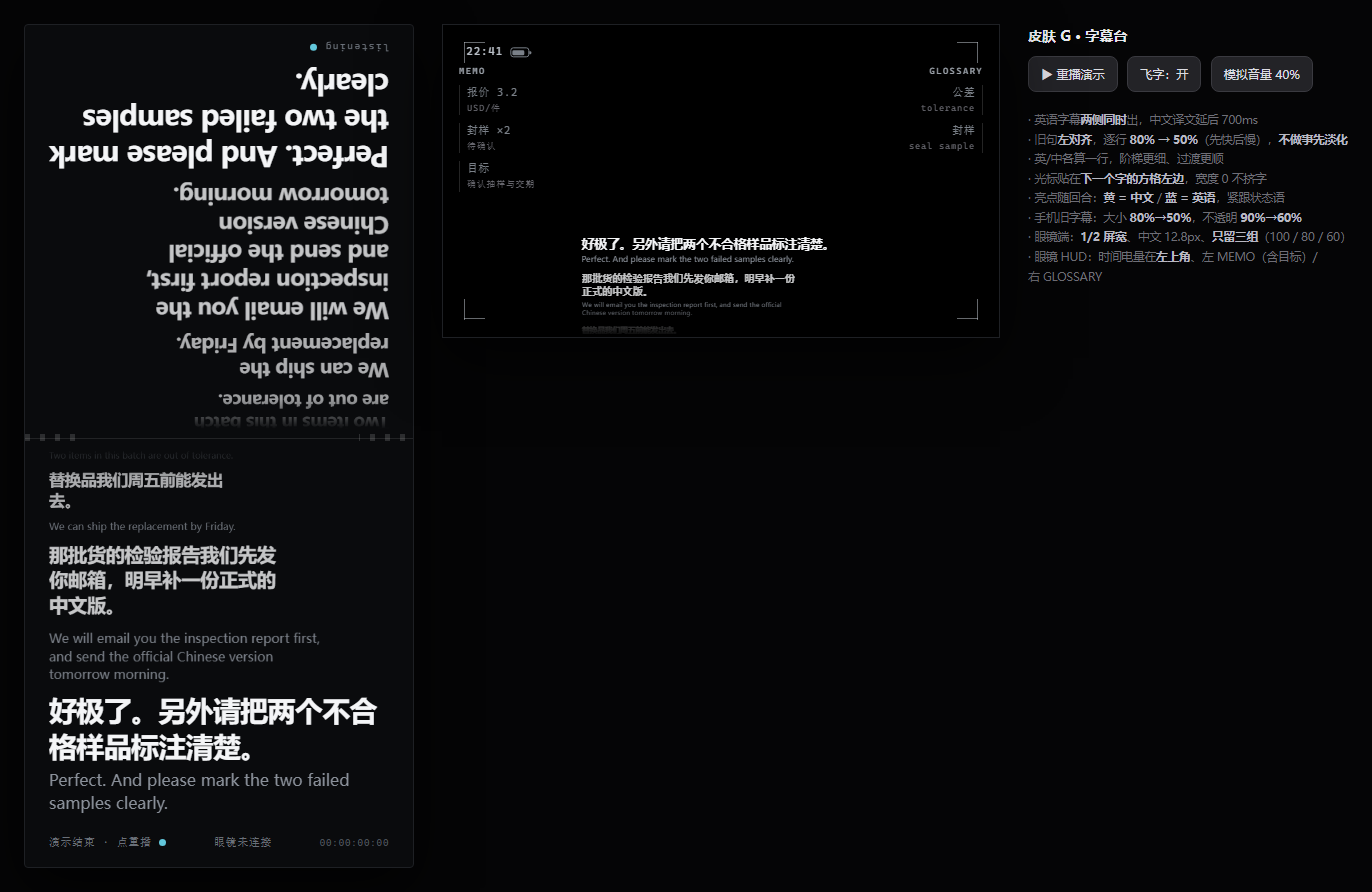 listening
Perfect. And please mark
the two failed samples
clearly.
We will email you the
inspection report first,
and send the official
Chinese version
tomorrow morning.
We can ship the
replacement by Friday.
Two items in this batch
are out of tolerance.
Two items in this batch are out of tolerance.
替换品我们周五前能发出
去。
We can ship the replacement by Friday.
那批货的检验报告我们先发
你邮箱，明早补一份正式的
中文版。
We will email you the inspection report first,
and send the official Chinese version
tomorrow morning.
好极了。另外请把两个不合
格样品标注清楚。
Perfect. And please mark the two failed
samples clearly.
演示结束 · 点重播
眼镜未连接
00:00:00:00
22:41
MEMO
报价 3.2
USD/件
封样 ×2
待确认
目标
确认抽样与交期
GLOSSARY
公差
tolerance
封样
seal sample
好极了。另外请把两个不合格样品标注清楚。
Perfect. And please mark the two failed samples clearly.
那批货的检验报告我们先发你邮箱，明早补一份
正式的中文版。
We will email you the inspection report first, and send the official
Chinese version tomorrow morning.
替换品我们周五前能发出去。
皮肤 G · 字幕台
▶ 重播演示
飞字：开
模拟音量 40%
· 英语字幕两侧同时出，中文译文延后 700ms
· 旧句左对齐，逐行 80% → 50%（先快后慢），不做事先淡化
· 英/中各算一行，阶梯更细、过渡更顺
· 光标贴在下一个字的方格左边，宽度 0 不挤字
· 亮点随回合：黄 = 中文 / 蓝 = 英语，紧跟状态语
· 手机旧字幕：大小 80%→50%，不透明 90%→60%
· 眼镜端：1/2 屏宽、中文 12.8px、只留三组（100 / 80 / 60）
· 眼镜 HUD：时间电量在左上角、左 MEMO（含目标）/
右 GLOSSARY